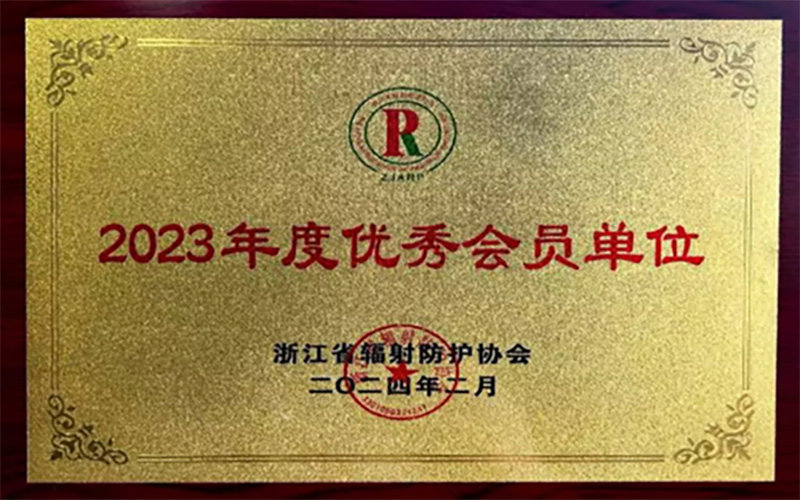 R
ZJARP
2023年度优秀会员单位
浙江省辐射防护协会
二〇二四年二月